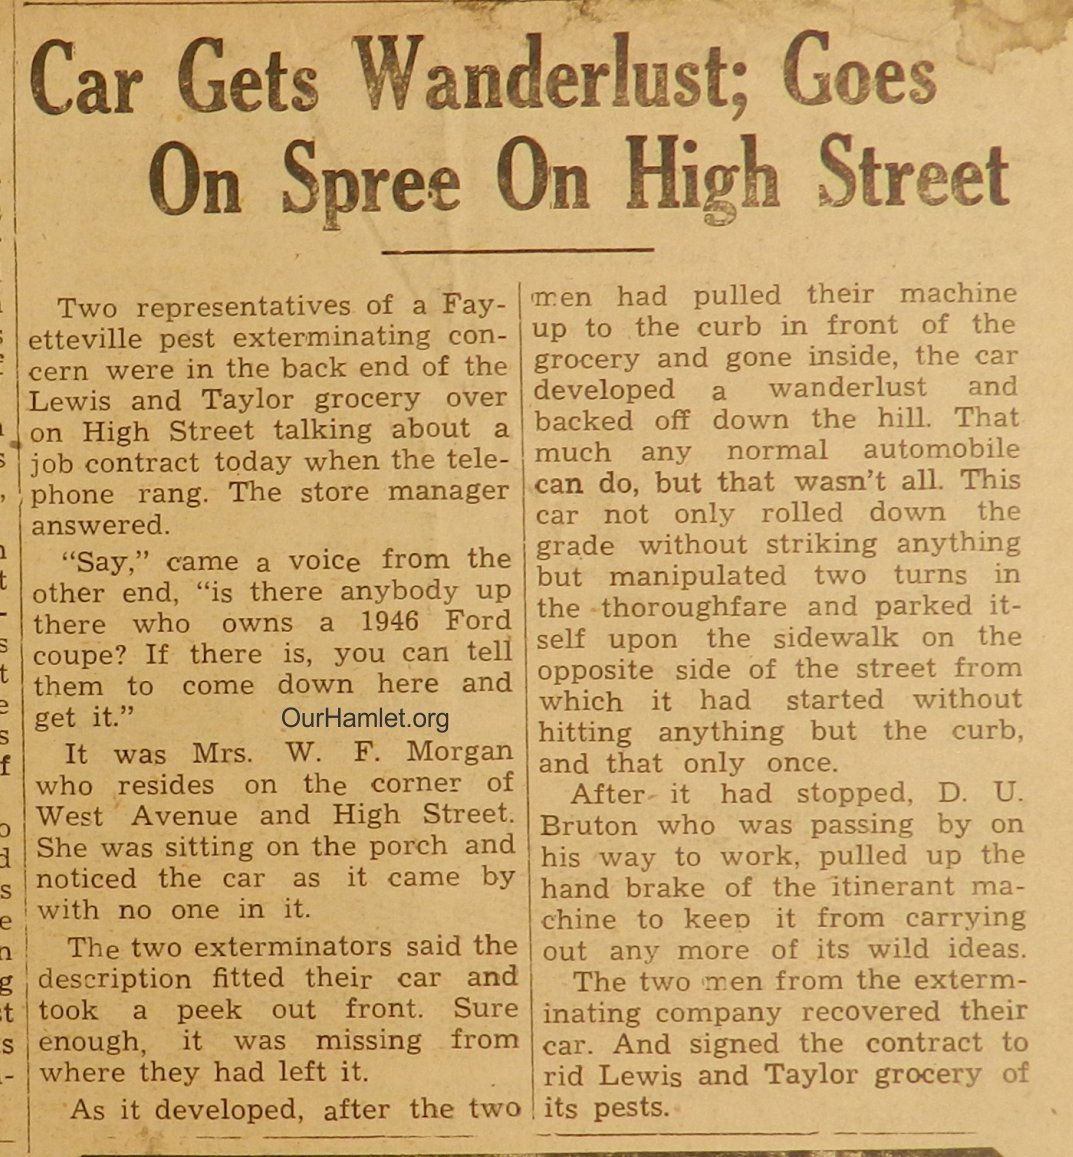 Car Gets Wanderlust; Goes
On Spree On High Street
Two representatives of a Fay-
etteville pest exterminating con-
cern were in the back end of the
Lewis and Taylor grocery over
on High Street talking about a
job contract today when the tele-
phone rang. The store manager
answered.
"Say," came a voice from the
other end, "is there anybody up
there who owns a 1946 Ford
coupe? If there is, you can tell
them to come down here and
get it."
OurHamlet.org
It was Mrs. W. F. Morgan
who resides on the corner of
West Avenue and High Street.
She was sitting on the porch and
noticed the car as it came by
with no one in it.
The two exterminators said the
description fitted their car and
took a peek out front. Sure
enough, it was missing from
where they had left it.
As it developed, after the two
men had pulled their machine
up to the curb in front of the
grocery and gone inside, the car
developed a wanderlust and
backed off down the hill. That
much any normal automobile
can do, but that wasn't all. This
car not only rolled down the
grade without striking anything
but manipulated two turns in
the thoroughfare and parked it-
self upon the sidewalk on the
opposite side of the street from
which it had started without
hitting anything but the curb,
and that only once.
After it had stopped, D. U.
Bruton who was passing by on
his way to work, pulled up the
hand brake of the itinerant ma-
chine to keep it from carrying
out any more of its wild ideas.
The two men from the exterm-
inating company recovered their
car. And signed the contract to
rid Lewis and Taylor grocery of
its pests.